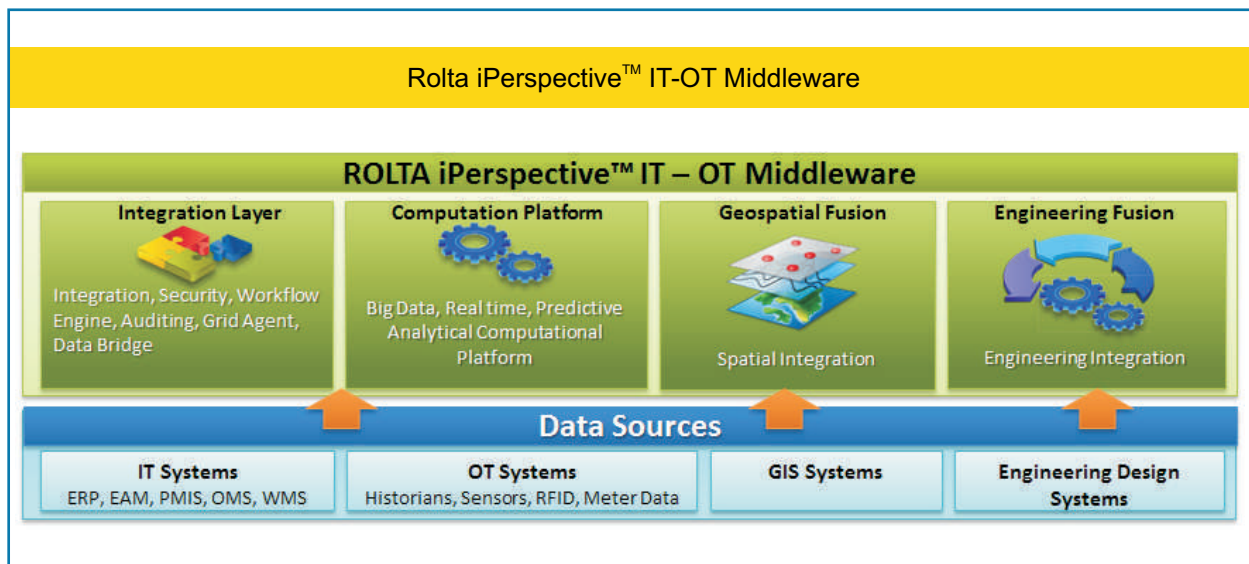 Rolta iPerspective™ IT-OT Middleware
ROLTA iPerspective™ IT – OT Middleware
Integration Layer
Integration, Security, Workflow
Engine, Auditing, Grid Agent,
Data Bridge
Computation Platform
Big Data, Real time, Predictive
Analytical Computational
Platform
Geospatial Fusion
Spatial Integration
Engineering Fusion
Engineering Integration
Data Sources
IT Systems
ERP, EAM, PMIS, OMS, WMS
OT Systems
Historians, Sensors, RFID, Meter Data
GIS Systems
Engineering Design
Systems